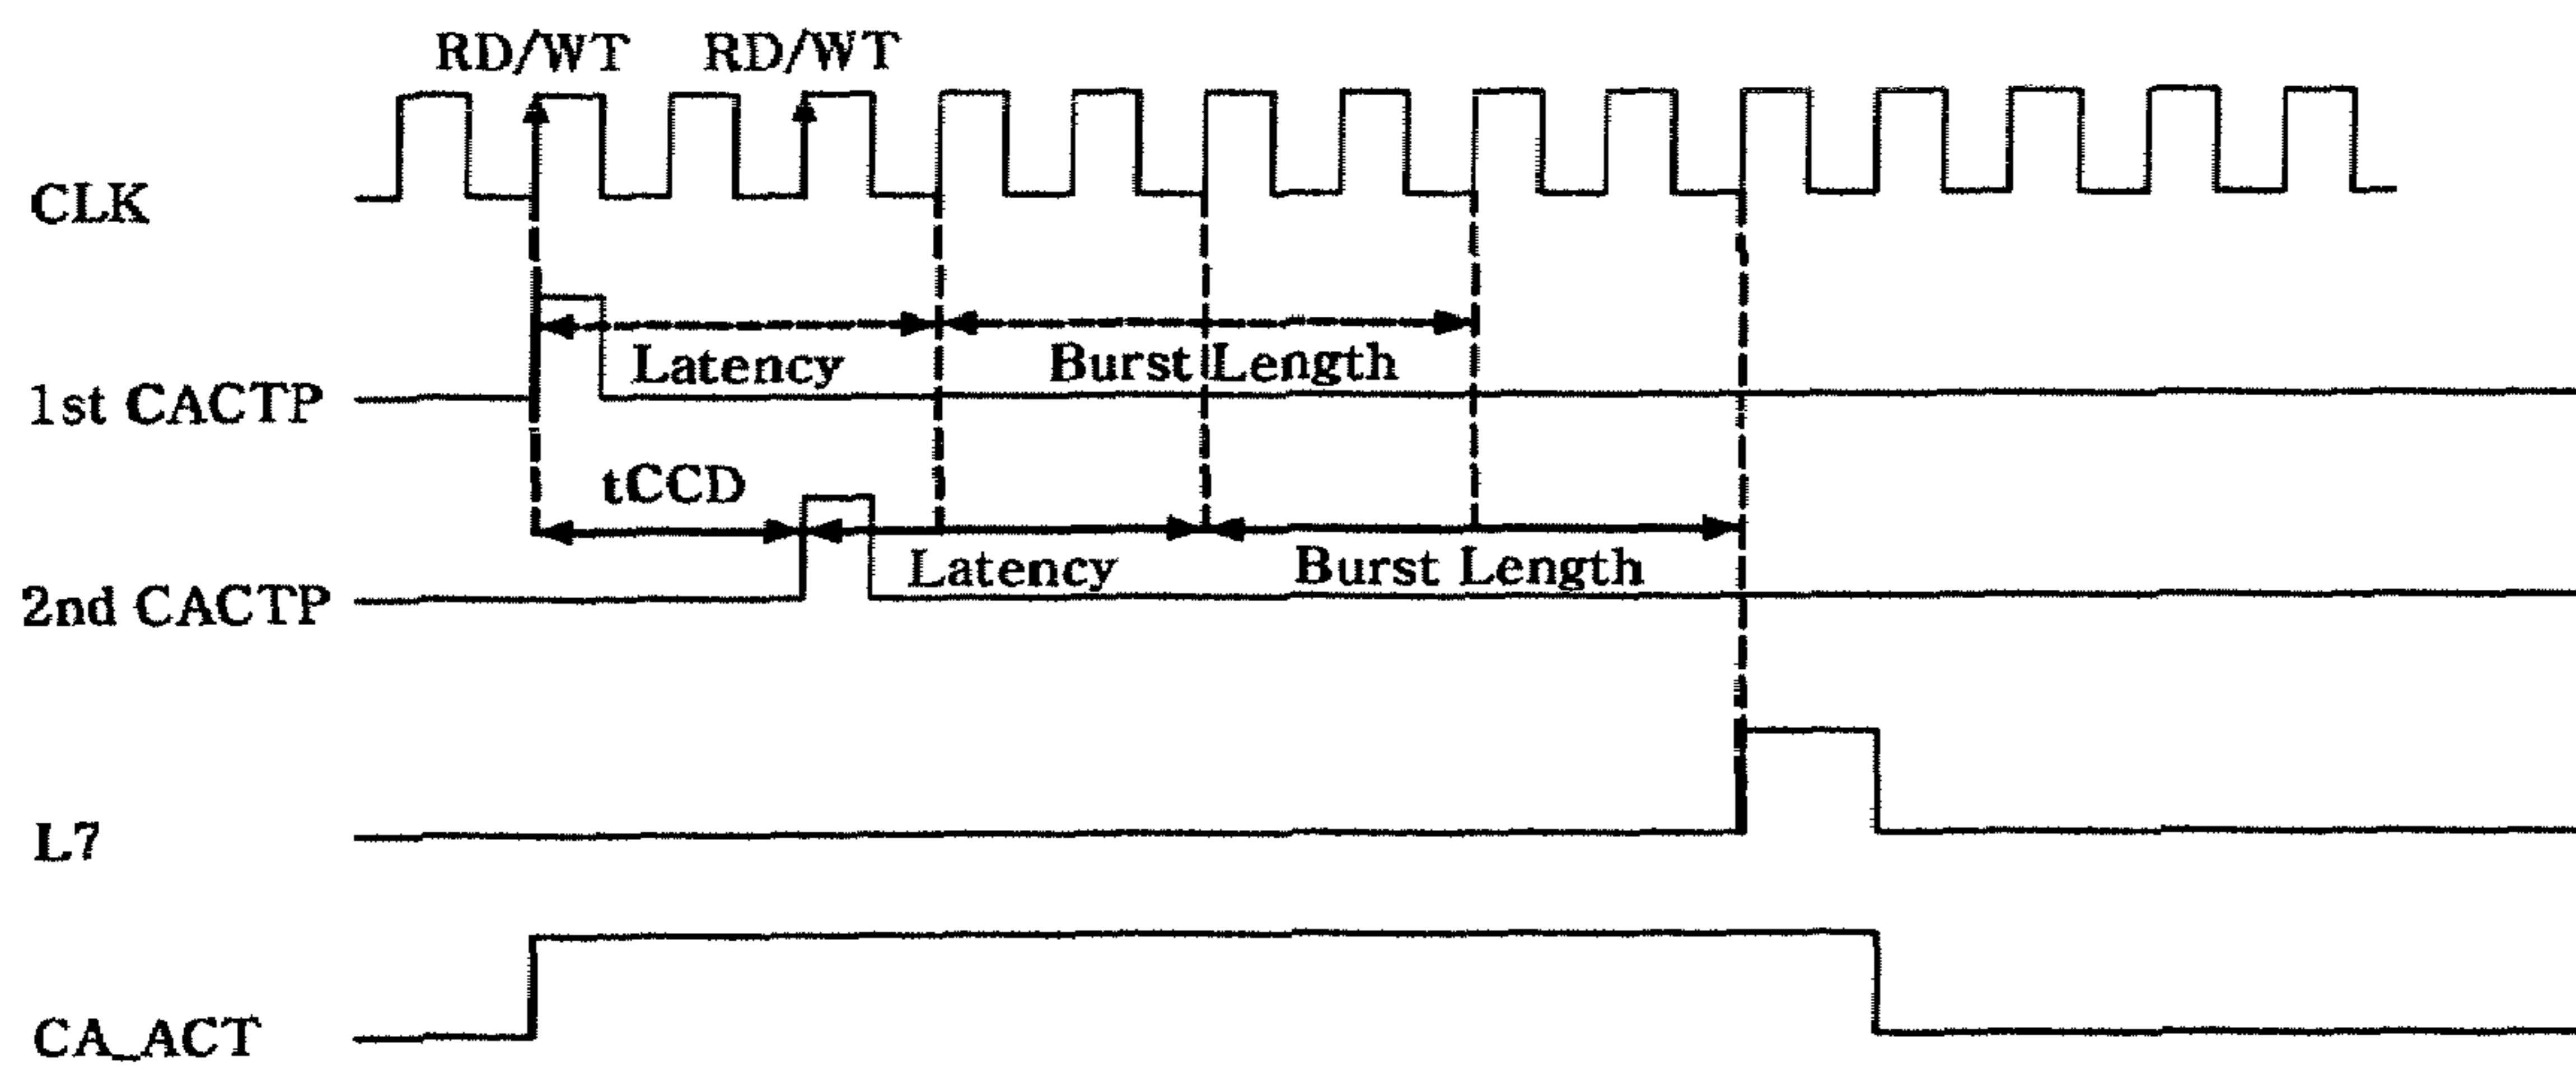 RD/WT RD/WT
CLK
Latency Burst Length
1st CACTP
tCCD
Latency Burst Length
2nd CACTP
L7
CA_ACT